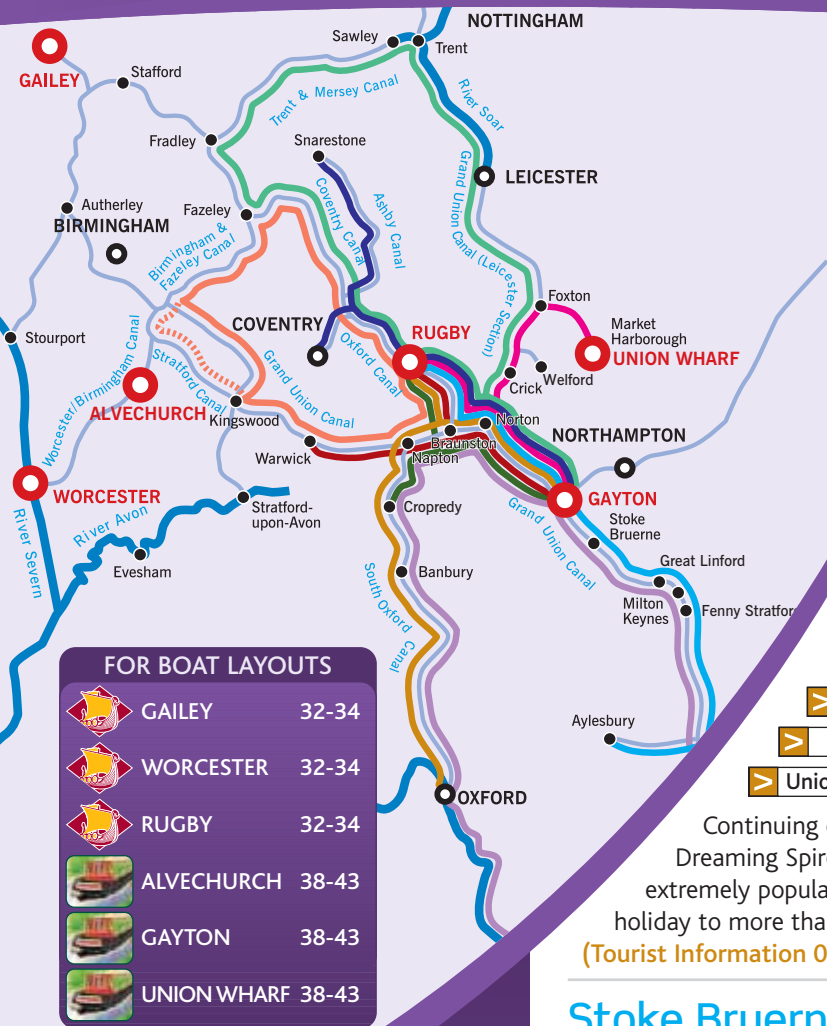 NOTTINGHAM
Sawley
Trent
GAILEY
Stafford
Trent & Mersey Canal
River Soar
Fradley
Snarestone
LEICESTER
Autherley
BIRMINGHAM
Fazeley
Coventry Canal
Ashby Canal
Grand Union Canal (Leicester Section)
Birmingham &
Fazeley Canal
Foxton
Stourport
COVENTRY
RUGBY
Market
Harborough
UNION WHARF
Oxford Canal
Worcester/Birmingham Canal
Stratford Canal
Grand Union Canal
Crick
Welford
ALVECHURCH
Kingswood
Norton
Braunston
NORTHAMPTON
Warwick
Napton
WORCESTER
GAYTON
Stratford-
upon-Avon
Cropredy
Grand Union Canal
Stoke
Bruerne
River Avon
River Severn
Evesham
Banbury
Great Linford
South Oxford
Canal
Milton
Keynes
Fenny Stratfor
Aylesbury
OXFORD
FOR BOAT LAYOUTS
GAILEY 32-34
WORCESTER 32-34
RUGBY 32-34
ALVECHURCH 38-43
GAYTON 38-43
UNION WHARF 38-43
>
>
> Unio
Continuing
Dreaming Spire
extremely popula
holiday to more tha
(Tourist Information 0
Stoke Bruern